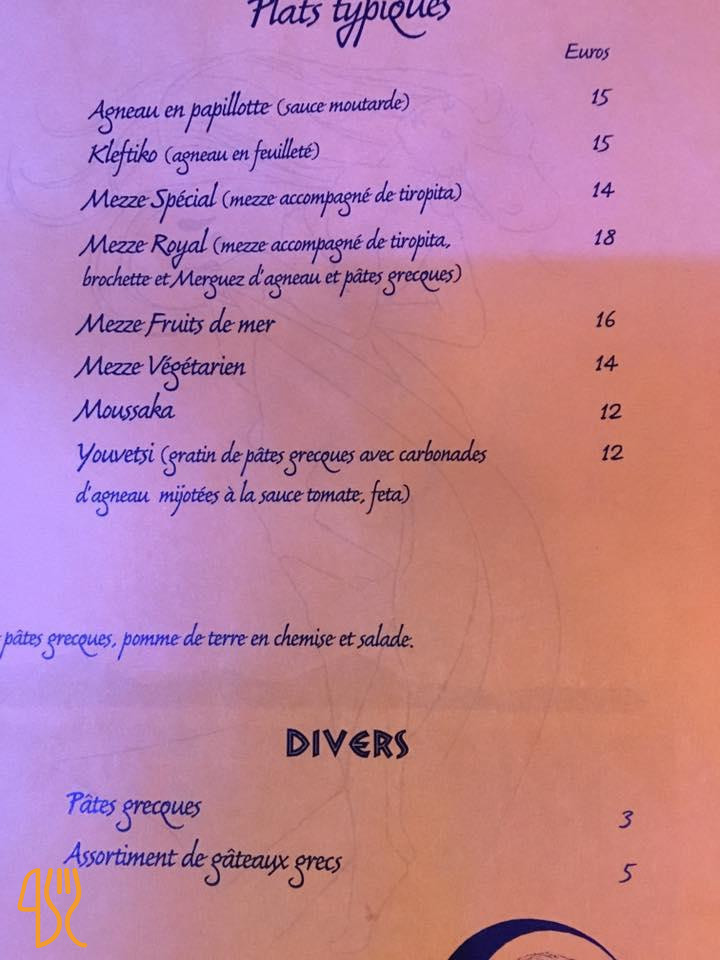 Plats typiques
Euros
Agneau en papillotte (sauce moutarde) 15
Kleftiko (agneau en feuilleté) 15
Mezze Spécial (mezze accompagné de tiropita) 14
Mezze Royal (mezze accompagné de tiropita, 18
brochette et Merguez d'agneau et pâtes grecques)
Mezze Fruits de mer 16
Mezze Végétarien 14
Moussaka 12
Youvetsi (gratin de pâtes grecques avec carbonades 12
d'agneau mijotées à la sauce tomate, feta)
pâtes grecques, pomme de terre en chemise et salade.
DIVERS
Pâtes grecques 3
Assortiment de gâteaux grecs 5